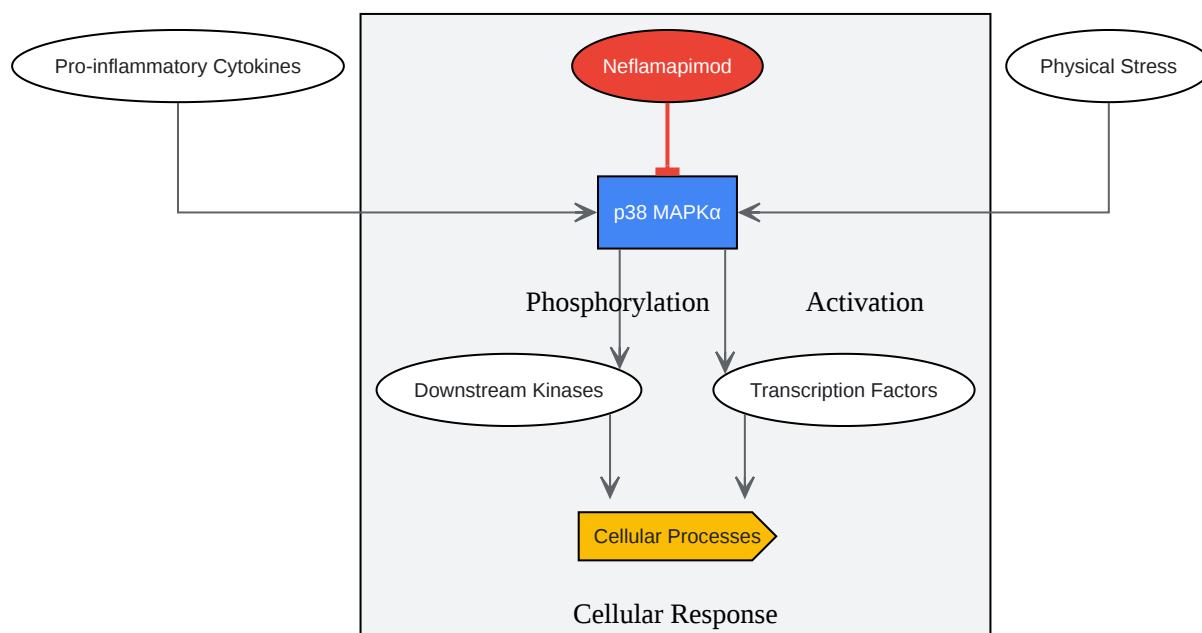 Pro-inflammatory Cytokines
Neflamapimod
Physical Stress
p38 MAPKα
Phosphorylation
Activation
Downstream Kinases
Transcription Factors
Cellular Processes
Cellular Response